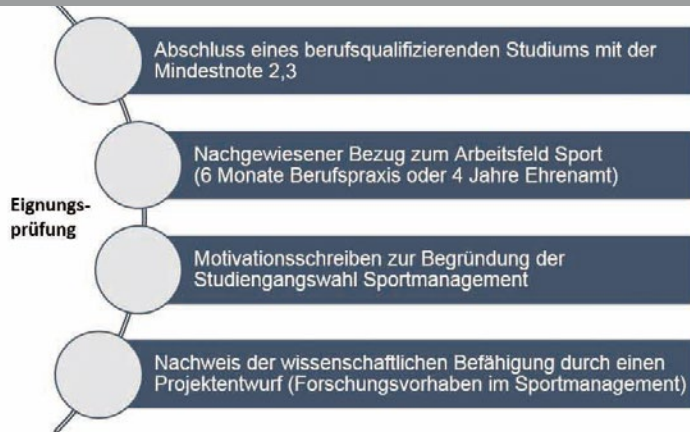 Abschluss eines berufsqualifizierenden Studiums mit der
Mindestnote 2,3
Nachgewiesener Bezug zum Arbeitsfeld Sport
(6 Monate Berufspraxis oder 4 Jahre Ehrenamt)
Eignungs-
prüfung
Motivationsschreiben zur Begründung der
Studiengangswahl Sportmanagement
Nachweis der wissenschaftlichen Befähigung durch einen
Projektentwurf (Forschungsvorhaben im Sportmanagement)